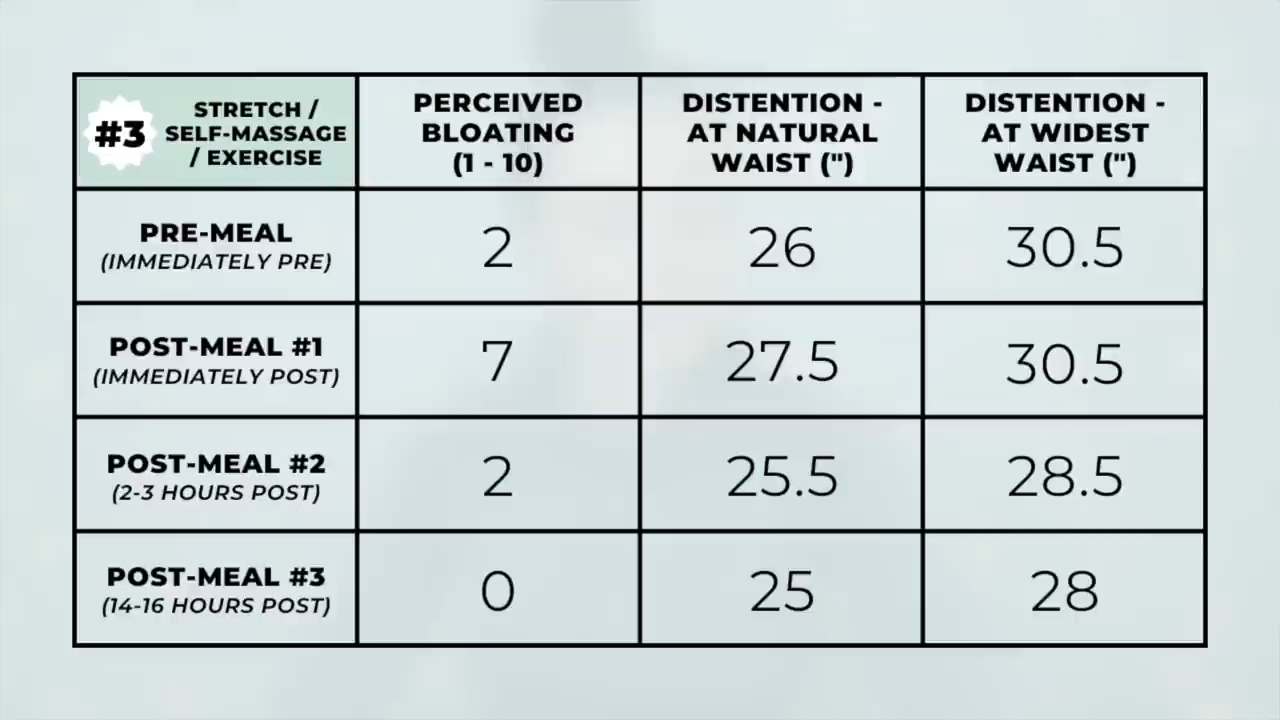 #3
STRETCH /
SELF-MASSAGE
/ EXERCISE
PERCEIVED
BLOATING
(1 - 10)
DISTENTION -
AT NATURAL
WAIST (")
DISTENTION -
AT WIDEST
WAIST (")
PRE-MEAL
(IMMEDIATELY PRE)
2
26
30.5
POST-MEAL #1
(IMMEDIATELY POST)
7
27.5
30.5
POST-MEAL #2
(2-3 HOURS POST)
2
25.5
28.5
POST-MEAL #3
(14-16 HOURS POST)
0
25
28